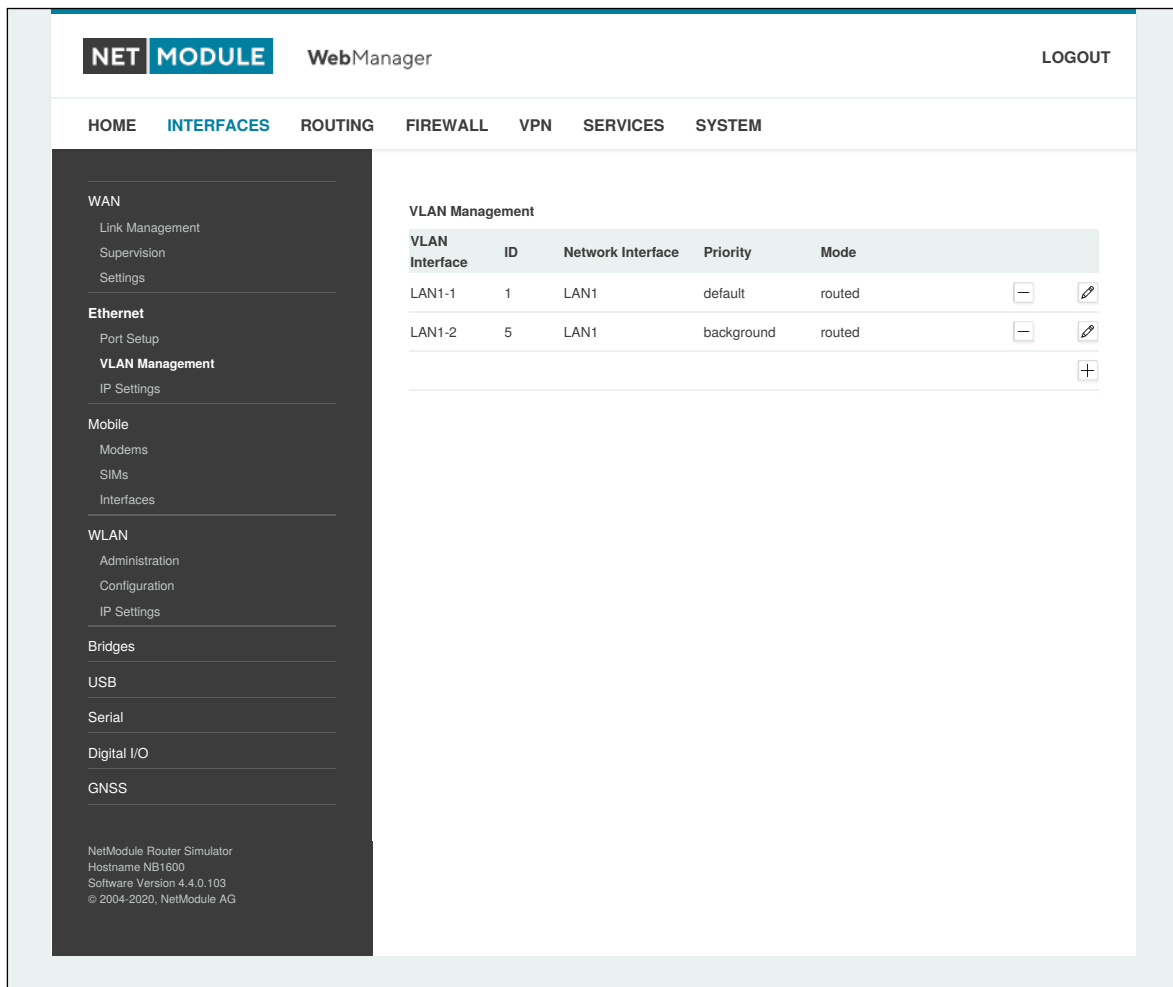 NET MODULE WebManager LOGOUT
HOME INTERFACES ROUTING FIREWALL VPN SERVICES SYSTEM
WAN
Link Management
Supervision
Settings
Ethernet
Port Setup
VLAN Management
IP Settings
Mobile
Modems
SIMs
Interfaces
WLAN
Administration
Configuration
IP Settings
Bridges
USB
Serial
Digital I/O
GNSS
NetModule Router Simulator
Hostname NB1600
Software Version 4.4.0.103
© 2004-2020, NetModule AG
VLAN Management
VLAN Interface ID Network Interface Priority Mode
LAN1-1 1 LAN1 default routed
LAN1-2 5 LAN1 background routed